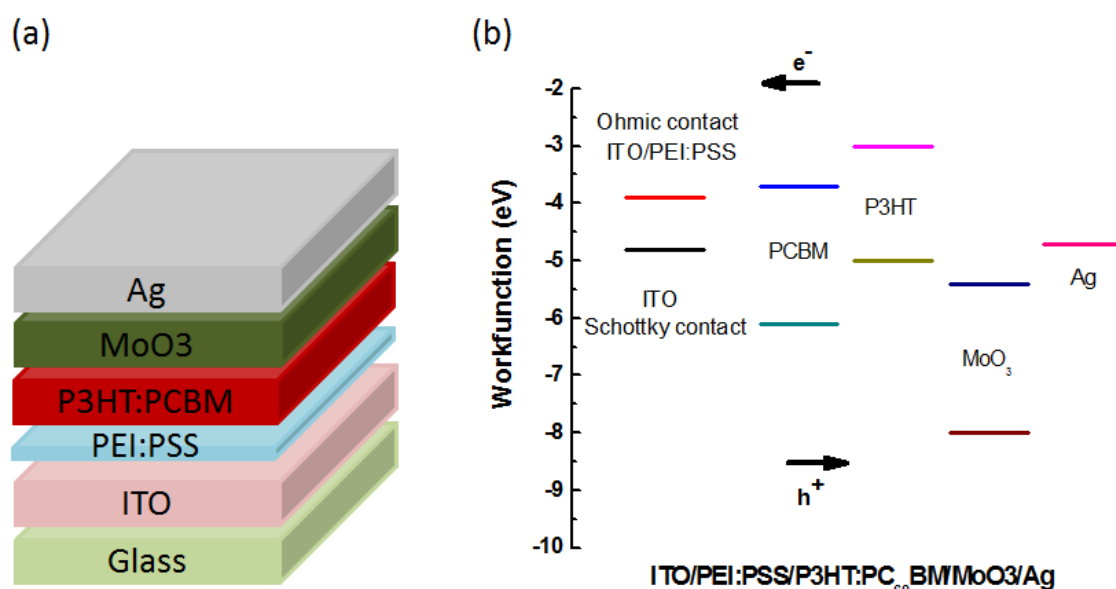 (a)
Ag
MoO3
P3HT:PCBM
PEI:PSS
ITO
Glass
(b)
e⁻
Workfunction (eV)
-2
-3
-4
-5
-6
-7
-8
-9
-10
Ohmic contact
ITO/PEI:PSS
P3HT
PCBM
Ag
ITO
Schottky contact
MoO₃
h⁺
ITO/PEI:PSS/P3HT:PC₆₀BM/MoO3/Ag